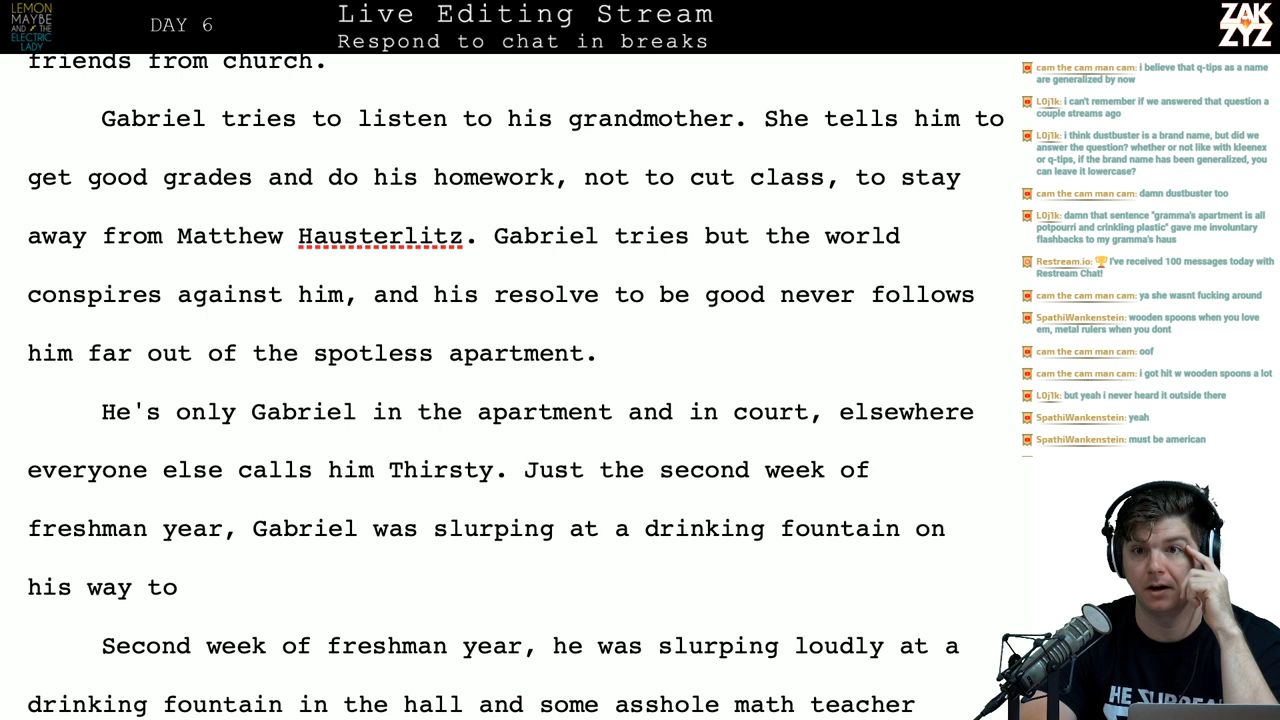 LEMON
MAYBE
AND THE
ELECTRIC
LADY
DAY 6
Live Editing Stream
Respond to chat in breaks
ZAK
ZYZ
friends from church.
Gabriel tries to listen to his grandmother. She tells him to
get good grades and do his homework, not to cut class, to stay
away from Matthew Hausterlitz. Gabriel tries but the world
conspires against him, and his resolve to be good never follows
him far out of the spotless apartment.
He's only Gabriel in the apartment and in court, elsewhere
everyone else calls him Thirsty. Just the second week of
freshman year, Gabriel was slurping at a drinking fountain on
his way to
Second week of freshman year, he was slurping loudly at a
drinking fountain in the hall and some asshole math teacher
cam the cam man cam: i believe that q-tips as a name
are generalized by now
L0j1k: i can't remember if we answered that question a
couple streams ago
L0j1k: i think dustbuster is a brand name, but did we
answer the question? whether or not like with kleenex
or q-tips, if the brand name has been generalized, you
can leave it lowercase?
cam the cam man cam: damn dustbuster too
L0j1k: damn that sentence "gramma's apartment is all
potpourri and crinkling plastic" gave me involuntary
flashbacks to my gramma's haus
Restream.io: 🏆 I've received 100 messages today with
Restream Chat!
cam the cam man cam: ya she wasnt fucking around
SpathiWankenstein: wooden spoons when you love
em, metal rulers when you dont
cam the cam man cam: oof
cam the cam man cam: i got hit w wooden spoons a lot
L0j1k: but yeah i never heard it outside there
SpathiWankenstein: yeah
SpathiWankenstein: must be american
HE